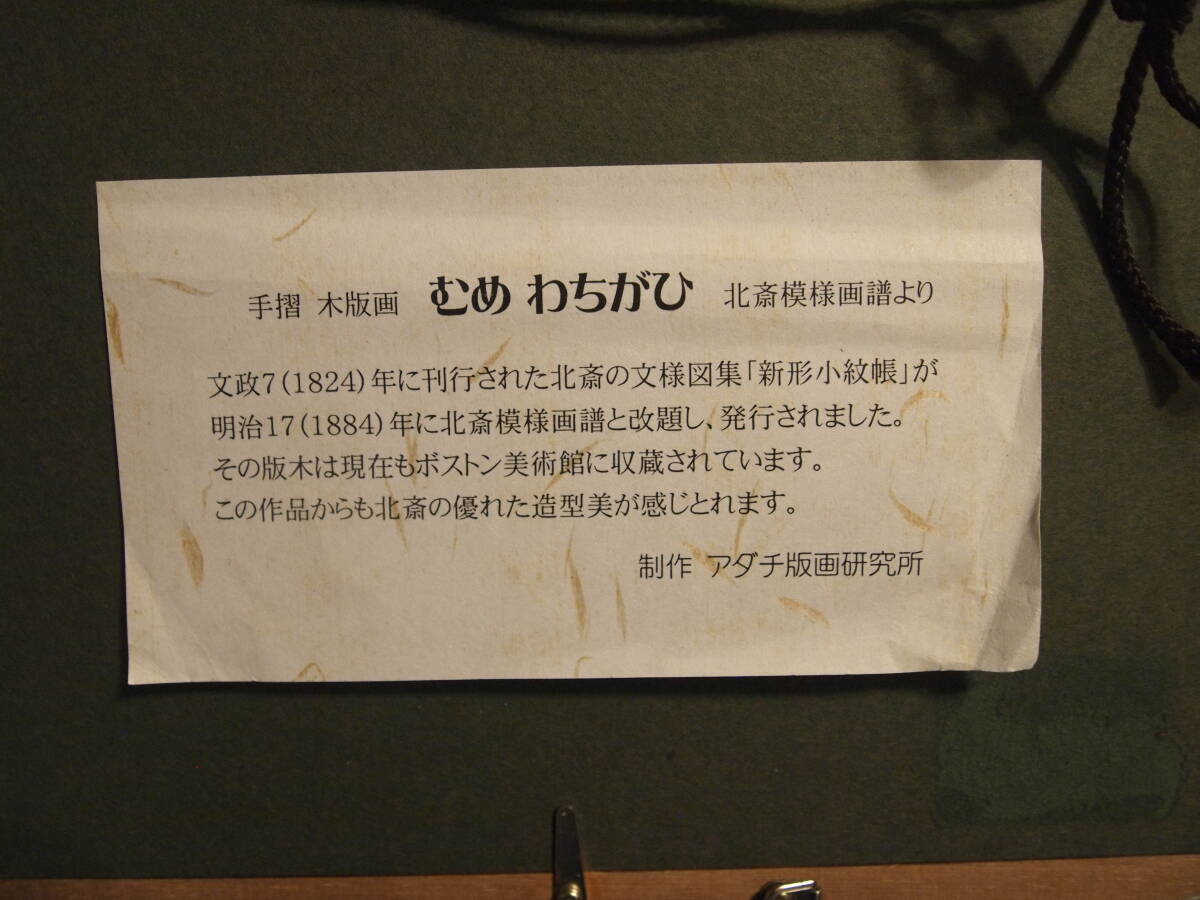 手摺 木版画 むめ わちがひ 北斎模様画譜より
文政7(1824)年に刊行された北斎の文様図集「新形小紋帳」が
明治17(1884)年に北斎模様画譜と改題し、発行されました。
その版木は現在もボストン美術館に収蔵されています。
この作品からも北斎の優れた造型美が感じとれます。
制作 アダチ版画研究所